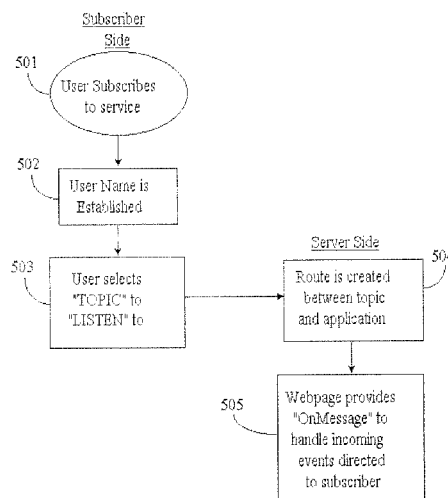 Subscriber
Side
501
User Subscribes
to service
502
User Name is
Established
503
User selects
"TOPIC" to
"LISTEN" to
Server Side
504
Route is created
between topic
and application
505
Webpage provides
"OnMessage" to
handle incoming
events directed
to subscriber